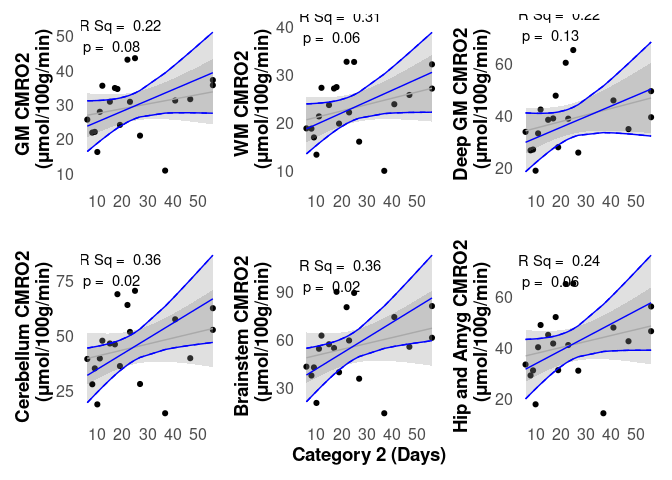 R Sq = 0.22
p = 0.08
GM CMRO2
(µmol/100g/min)
50
40
30
20
10
10 20 30 40 50
R Sq = 0.31
p = 0.06
WM CMRO2
(µmol/100g/min)
40
30
20
10
10 20 30 40 50
R Sq = 0.22
p = 0.13
Deep GM CMRO2
(µmol/100g/min)
60
40
20
10 20 30 40 50
R Sq = 0.36
p = 0.02
Cerebellum CMRO2
(µmol/100g/min)
75
50
25
10 20 30 40 50
R Sq = 0.36
p = 0.02
Brainstem CMRO2
(µmol/100g/min)
90
60
30
10 20 30 40 50
R Sq = 0.24
p = 0.06
Hip and Amyg CMRO2
(µmol/100g/min)
60
40
20
10 20 30 40 50
Category 2 (Days)